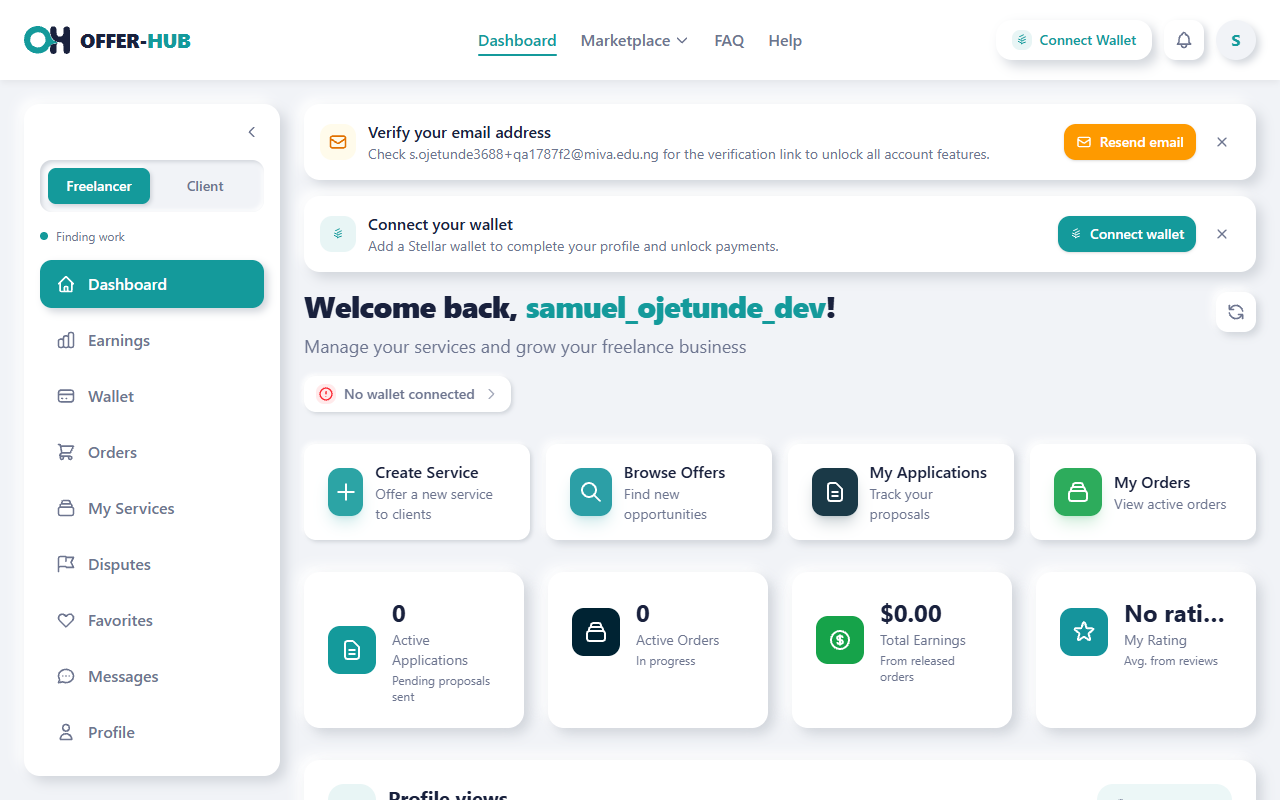 OFFER-HUB
Dashboard
Marketplace
FAQ
Help
Connect Wallet
S
Freelancer
Client
Finding work
Dashboard
Earnings
Wallet
Orders
My Services
Disputes
Favorites
Messages
Profile
Verify your email address
Check s.ojetunde3688+qa1787f2@miva.edu.ng for the verification link to unlock all account features.
Resend email
Connect your wallet
Add a Stellar wallet to complete your profile and unlock payments.
Connect wallet
Welcome back, samuel_ojetunde_dev!
Manage your services and grow your freelance business
No wallet connected
Create Service
Offer a new service
to clients
Browse Offers
Find new
opportunities
My Applications
Track your
proposals
My Orders
View active orders
0
Active
Applications
Pending proposals
sent
0
Active Orders
In progress
$0.00
Total Earnings
From released
orders
No rati...
My Rating
Avg. from reviews
Profile views